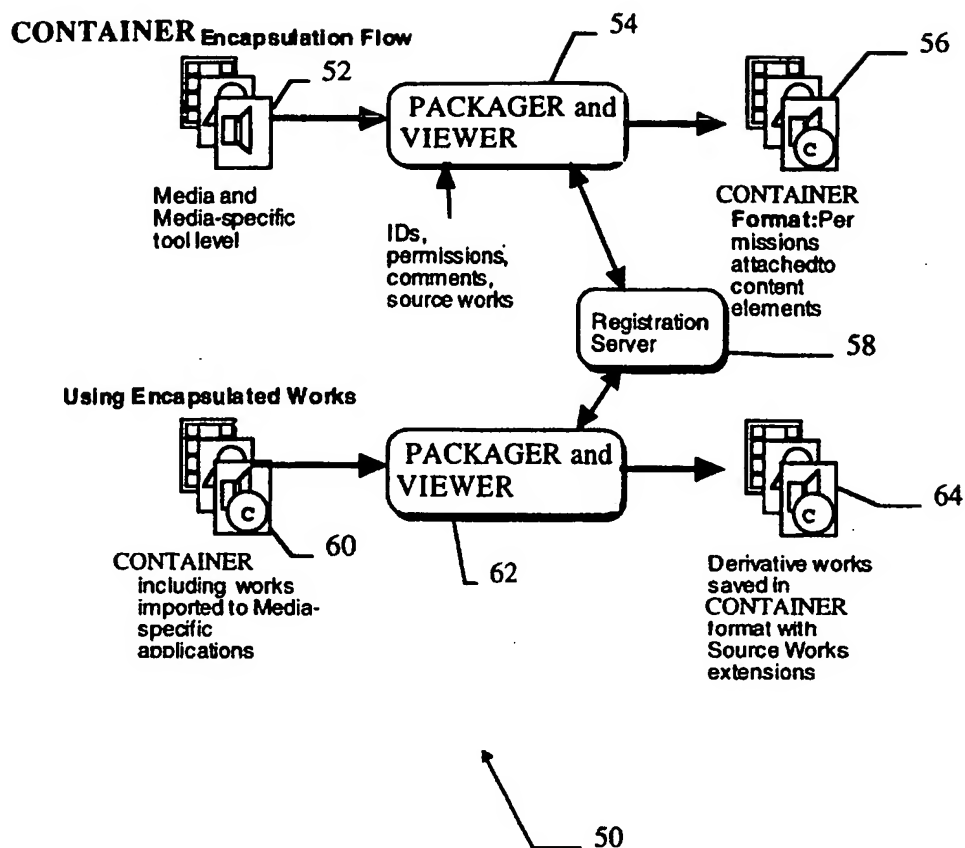 CONTAINER Encapsulation Flow
52
54
56
PACKAGER and
VIEWER
C
Media and
Media-specific
tool level
IDs,
permissions,
comments,
source works
CONTAINER
Format:Per
missions
attachedto
content
elements
Registration
Server
58
Using Encapsulated Works
PACKAGER and
VIEWER
C
60
62
C
64
CONTAINER
including works
imported to Media-
specific
applications
Derivative works
saved in
CONTAINER
format with
Source Works
extensions
50